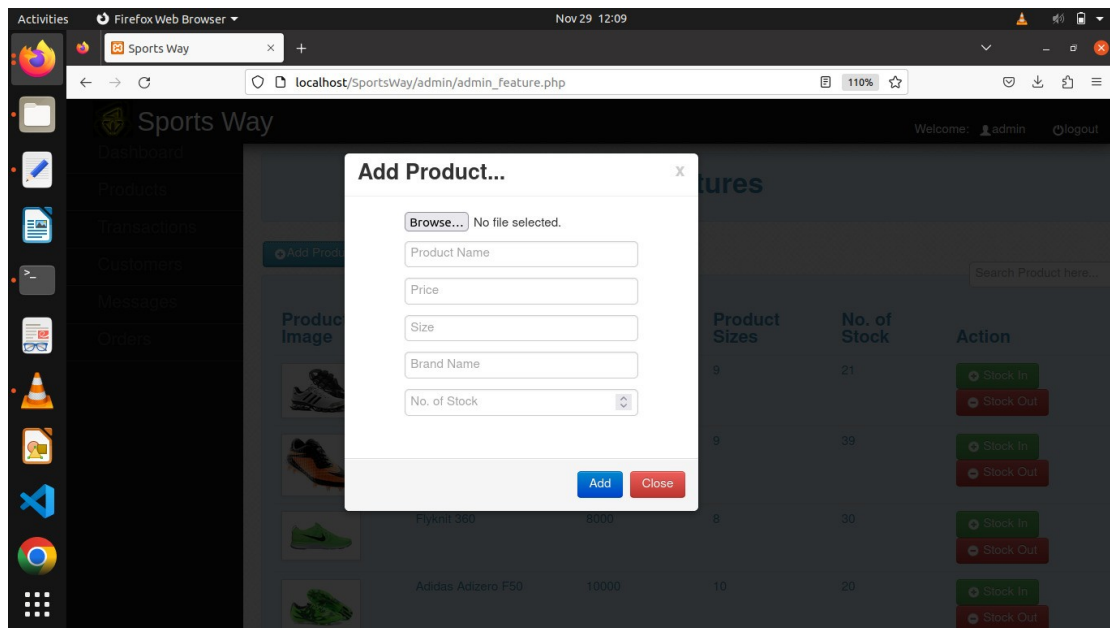 Activities Firefox Web Browser Nov 29 12:09
Sports Way
localhost/SportsWay/admin/admin_feature.php 110%
Sports Way
Welcome: admin logout
Dashboard
Products
Transactions
Customers
Messages
Orders
tures
Add Produ
Search Product here...
Add Product...
x
Browse... No file selected.
Product Name
Price
Size
Brand Name
No. of Stock
Add Close
Produc
Image
Product
Sizes
No. of
Stock
Action
9 21 Stock In
Stock Out
9 39 Stock In
Stock Out
Flyknit 360 8000 8 30 Stock In
Stock Out
Adidas Adizero F50 10000 10 20 Stock In
Stock Out